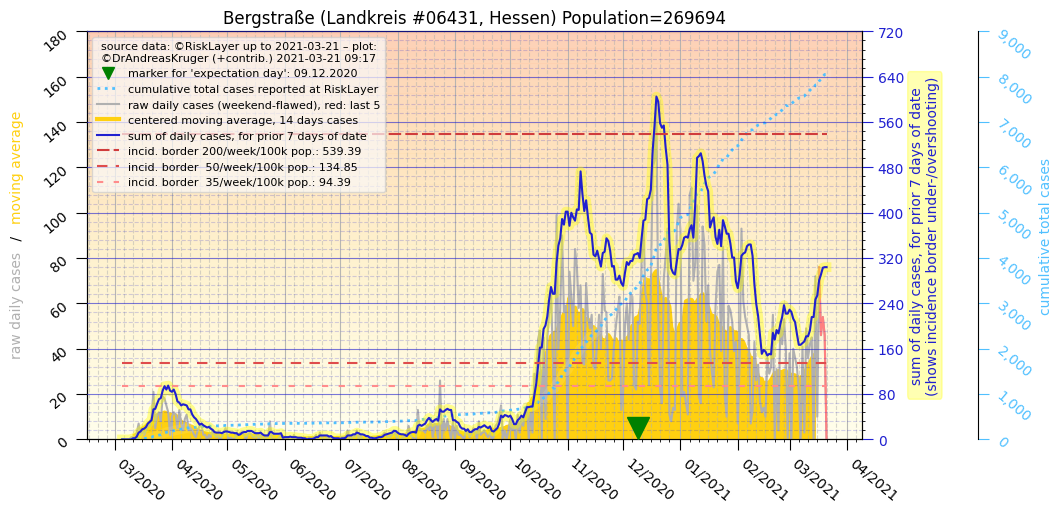 Bergstraße (Landkreis #06431, Hessen) Population=269694
source data: ©RiskLayer up to 2021-03-21 – plot:
©DrAndreasKruger (+contrib.) 2021-03-21 09:17
marker for 'expectation day': 09.12.2020
cumulative total cases reported at RiskLayer
raw daily cases (weekend-flawed), red: last 5
centered moving average, 14 days cases
sum of daily cases, for prior 7 days of date
incid. border 200/week/100k pop.: 539.39
incid. border  50/week/100k pop.: 134.85
incid. border  35/week/100k pop.: 94.39
raw daily cases  /  moving average
180
160
140
120
100
80
60
40
20
0
03/2020
04/2020
05/2020
06/2020
07/2020
08/2020
09/2020
10/2020
11/2020
12/2020
01/2021
02/2021
03/2021
04/2021
720
640
560
480
400
320
240
160
80
0
sum of daily cases, for prior 7 days of date
(shows incidence border under-/overshooting)
9,000
8,000
7,000
6,000
5,000
4,000
3,000
2,000
1,000
0
cumulative total cases